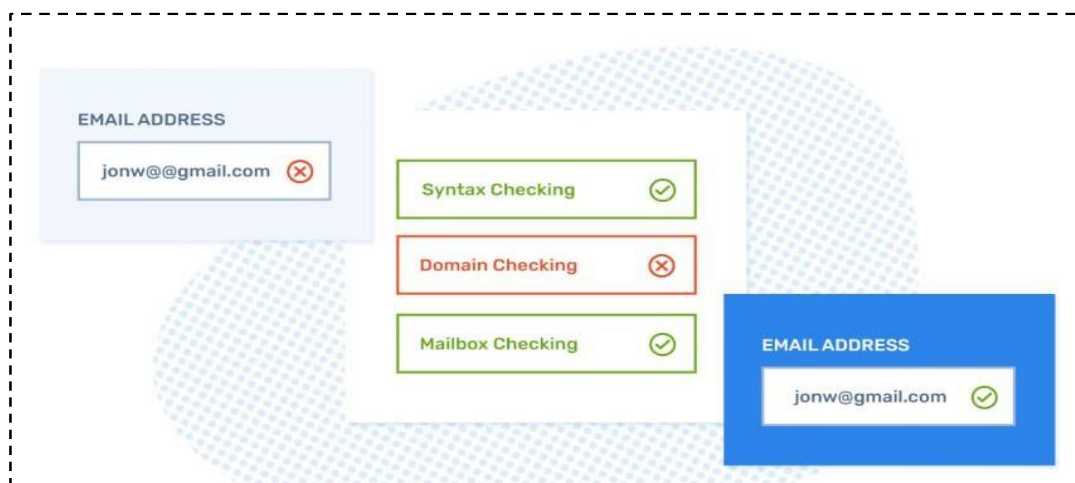 EMAIL ADDRESS
jonw@@gmail.com
Syntax Checking
Domain Checking
Mailbox Checking
EMAIL ADDRESS
jonw@gmail.com